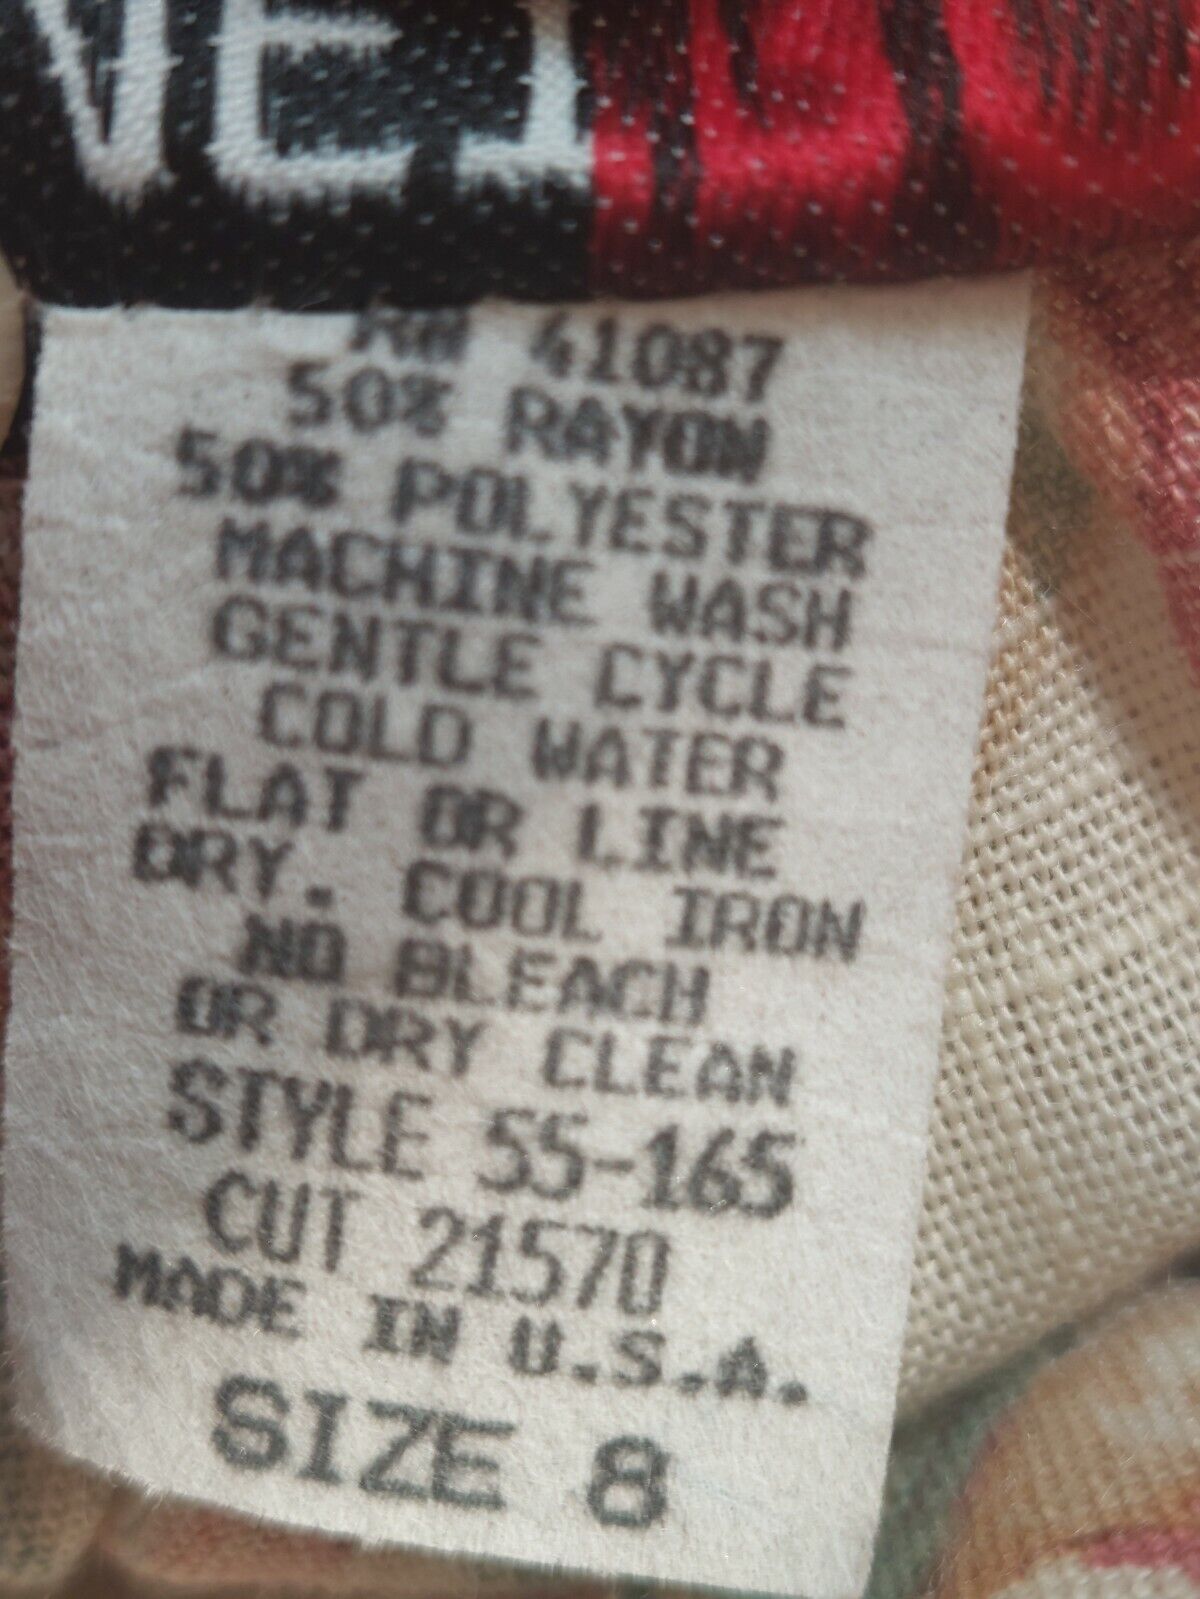 RN 41087
50% RAYON
50% POLYESTER
MACHINE WASH
GENTLE CYCLE
COLD WATER
FLAT OR LINE
DRY. COOL IRON
NO BLEACH
OR DRY CLEAN
STYLE 55-165
CUT 21570
MADE IN U.S.A.
SIZE 8